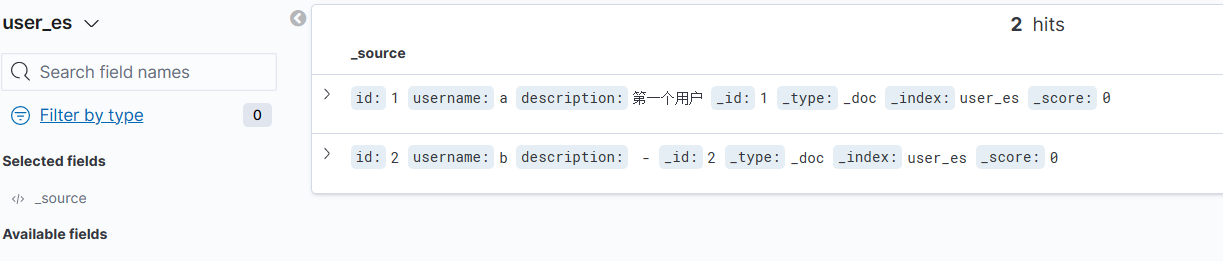 user_es
Search field names
Filter by type 0
Selected fields
_source
Available fields
2 hits
_source
id: 1 username: a description: 第一个用户 _id: 1 _type: _doc _index: user_es _score: 0
id: 2 username: b description: - _id: 2 _type: _doc _index: user_es _score: 0